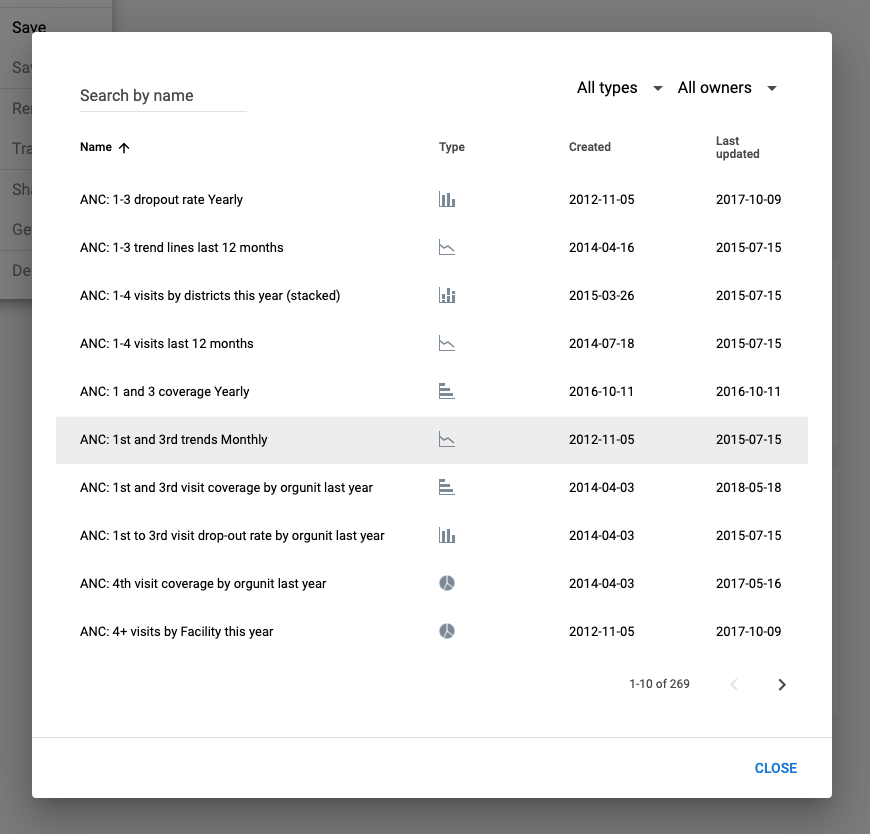 Save
Sav
Search by name
All types
All owners
Name
Type
Created
Last
updated
ANC: 1-3 dropout rate Yearly 2012-11-05 2017-10-09
ANC: 1-3 trend lines last 12 months 2014-04-16 2015-07-15
ANC: 1-4 visits by districts this year (stacked) 2015-03-26 2015-07-15
ANC: 1-4 visits last 12 months 2014-07-18 2015-07-15
ANC: 1 and 3 coverage Yearly 2016-10-11 2016-10-11
ANC: 1st and 3rd trends Monthly 2012-11-05 2015-07-15
ANC: 1st and 3rd visit coverage by orgunit last year 2014-04-03 2018-05-18
ANC: 1st to 3rd visit drop-out rate by orgunit last year 2014-04-03 2015-07-15
ANC: 4th visit coverage by orgunit last year 2014-04-03 2017-05-16
ANC: 4+ visits by Facility this year 2012-11-05 2017-10-09
1-10 of 269
CLOSE
Re
Tra
Sha
Ge
De